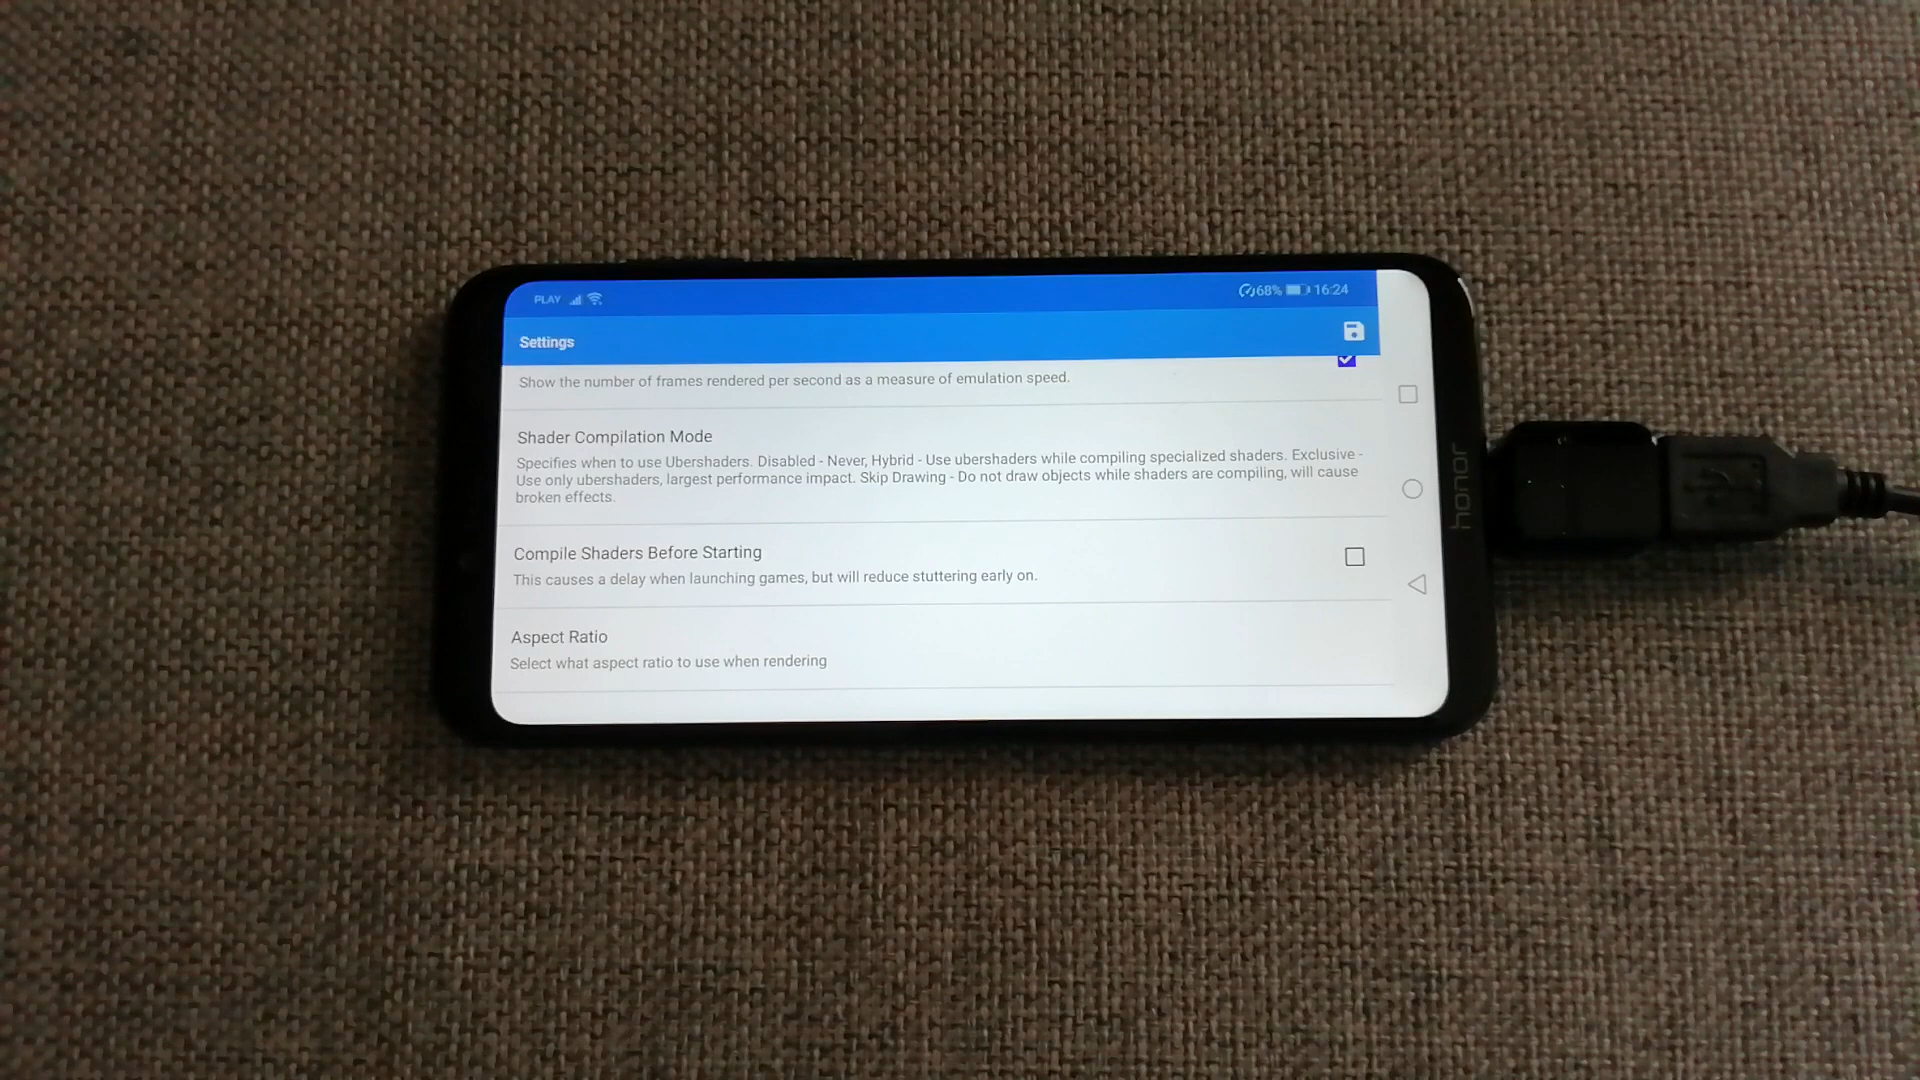 PLAY 68% 16:24
Settings
Show the number of frames rendered per second as a measure of emulation speed.
Shader Compilation Mode
Specifies when to use Ubershaders. Disabled - Never, Hybrid - Use ubershaders while compiling specialized shaders. Exclusive -
Use only ubershaders, largest performance impact. Skip Drawing - Do not draw objects while shaders are compiling, will cause
broken effects.
Compile Shaders Before Starting
This causes a delay when launching games, but will reduce stuttering early on.
Aspect Ratio
Select what aspect ratio to use when rendering
honor